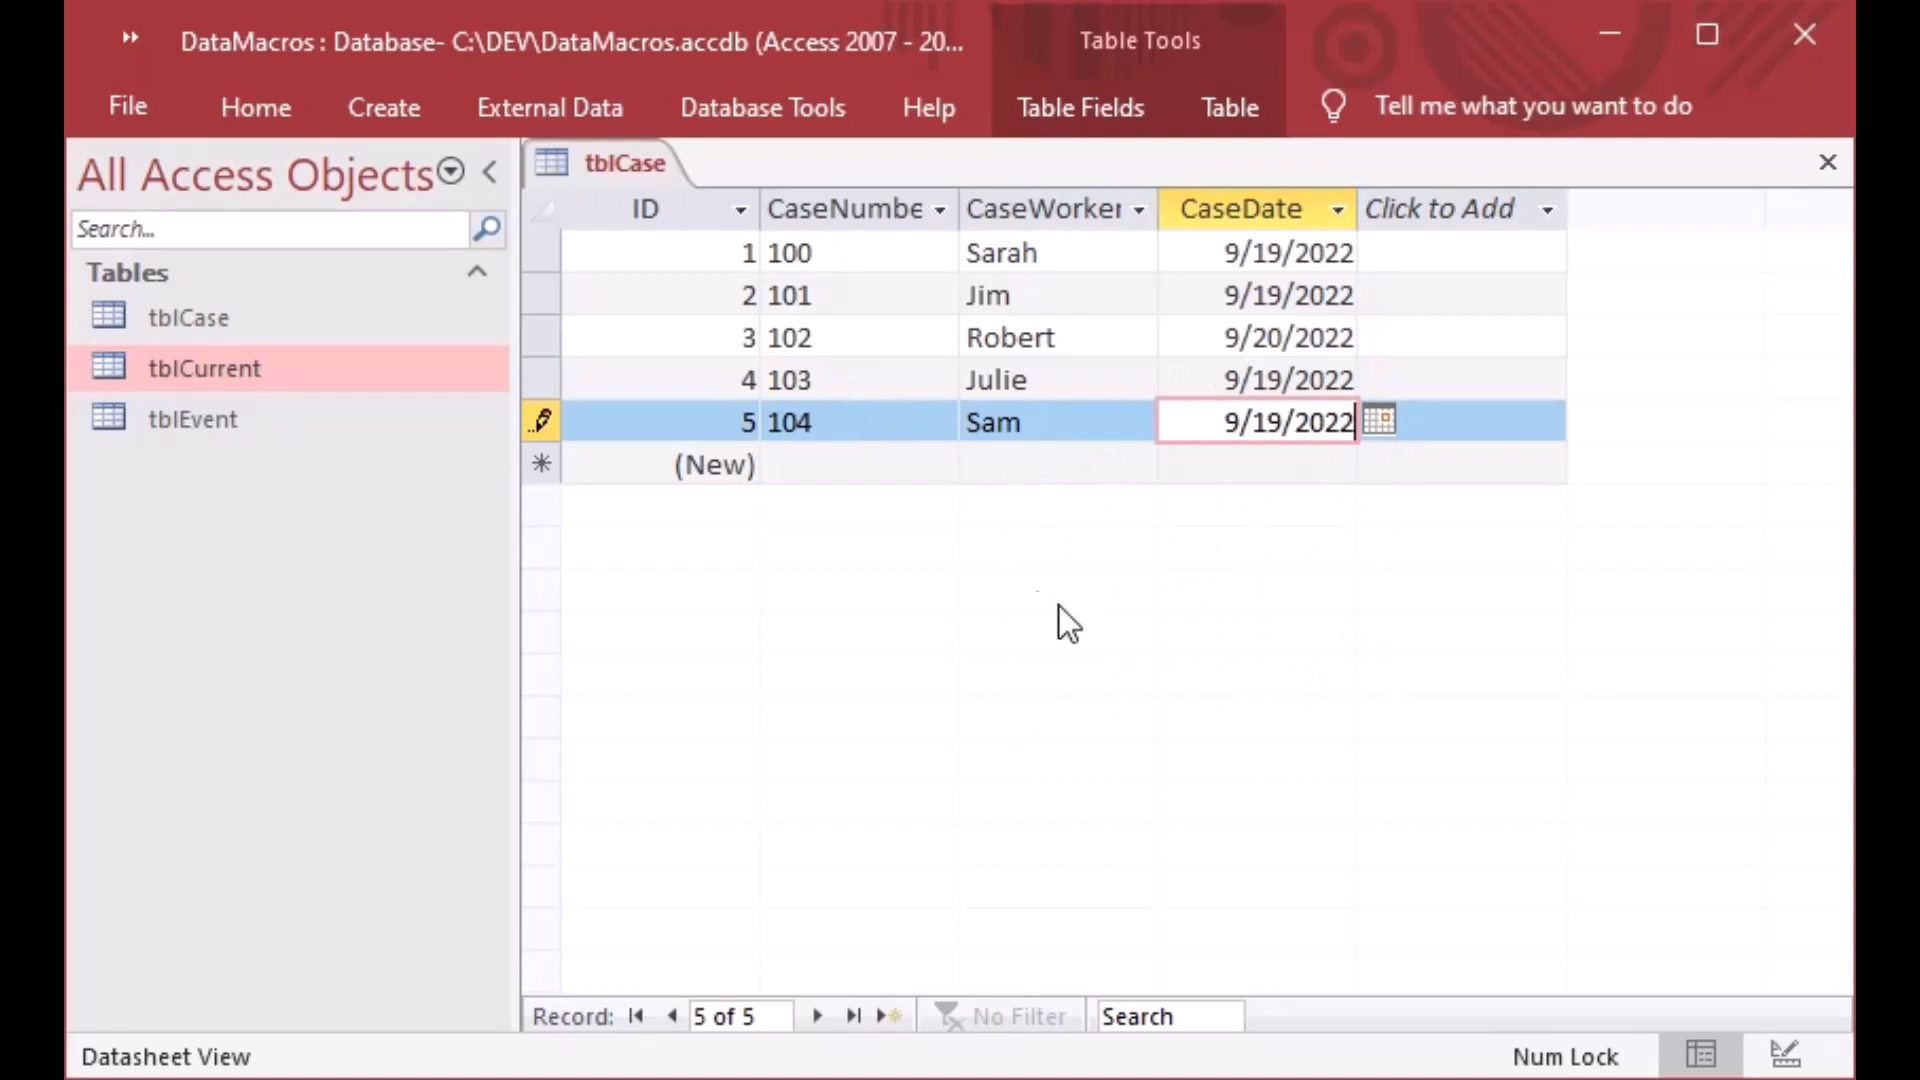 DataMacros : Database- C:\DEV\DataMacros.accdb (Access 2007 - 20...
Table Tools
File Home Create External Data Database Tools Help Table Fields Table Tell me what you want to do
All Access Objects
Search...
Tables
tblCase
tblCurrent
tblEvent
tblCase
ID CaseNumbe CaseWorker CaseDate Click to Add
1 100 Sarah 9/19/2022
2 101 Jim 9/19/2022
3 102 Robert 9/20/2022
4 103 Julie 9/19/2022
5 104 Sam 9/19/2022
(New)
Record: 5 of 5 No Filter Search
Datasheet View Num Lock